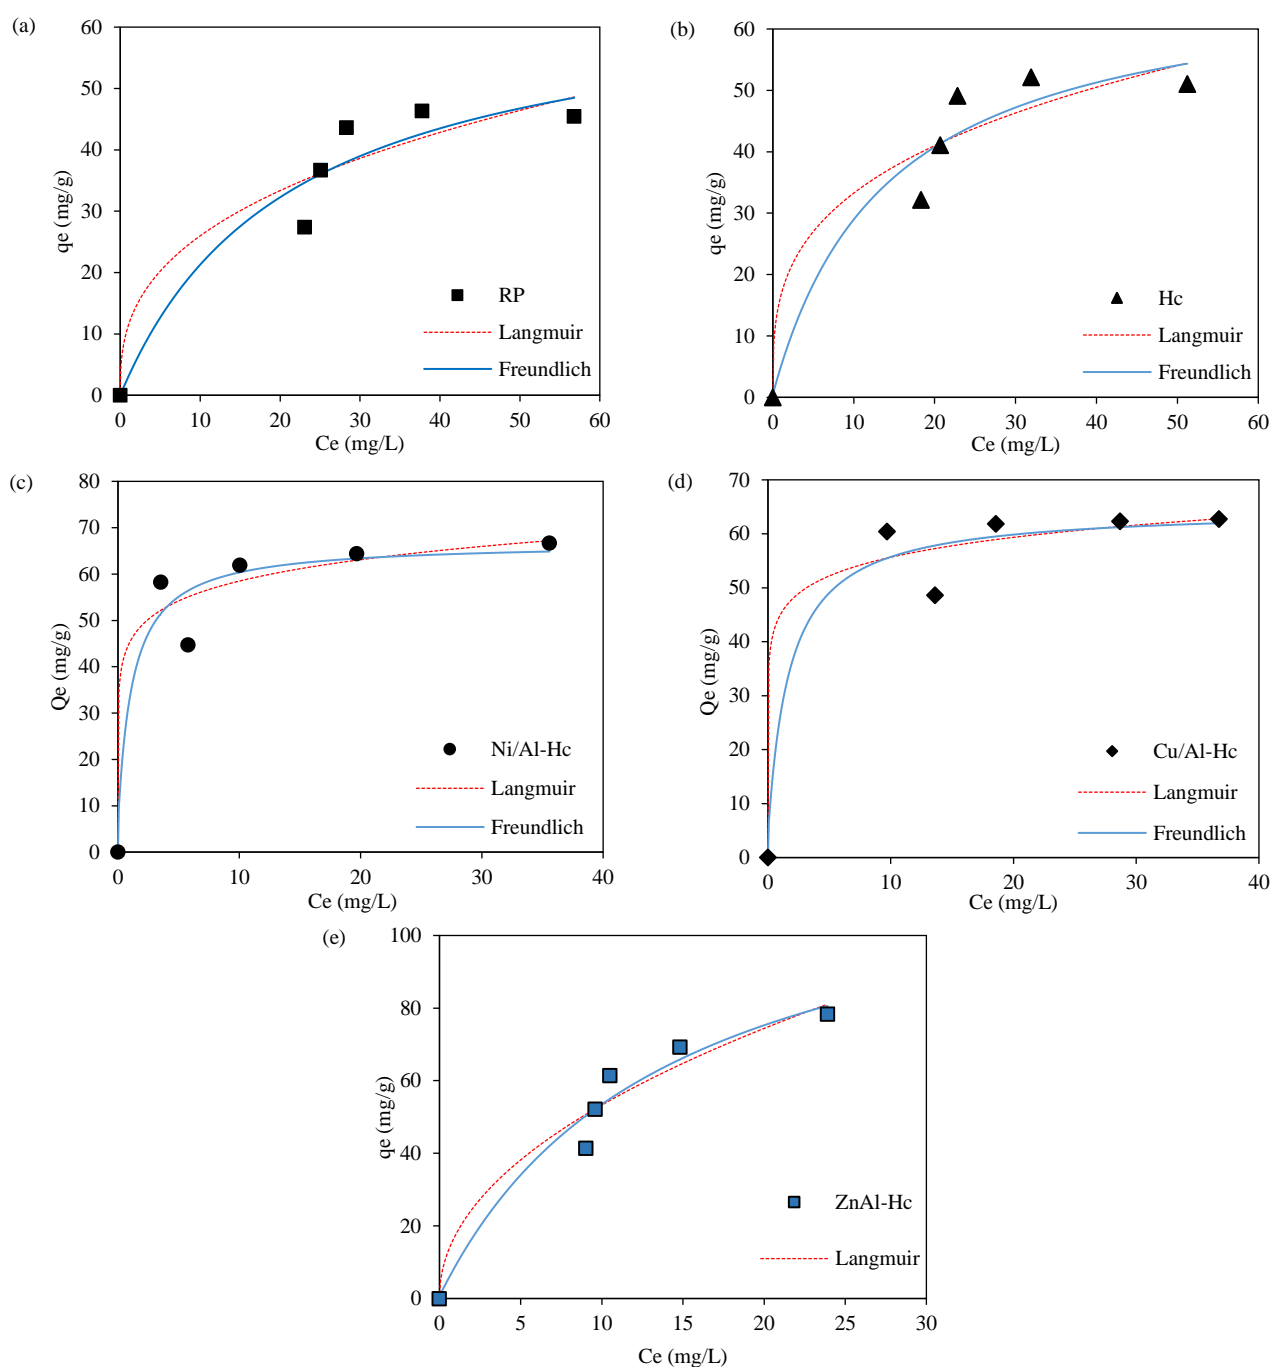 (a)
60
50
40
30
20
10
0
qe (mg/g)
RP
Langmuir
Freundlich
0 10 20 30 40 50 60
Ce (mg/L)
(b)
60
50
40
30
20
10
0
qe (mg/g)
Hc
Langmuir
Freundlich
0 10 20 30 40 50 60
Ce (mg/L)
(c)
80
70
60
50
40
30
20
10
0
Qe (mg/g)
Ni/Al-Hc
Langmuir
Freundlich
0 10 20 30 40
Ce (mg/L)
(d)
70
60
50
40
30
20
10
0
Qe (mg/g)
Cu/Al-Hc
Langmuir
Freundlich
0 10 20 30 40
Ce (mg/L)
(e)
100
80
60
40
20
0
qe (mg/g)
ZnAl-Hc
Langmuir
0 5 10 15 20 25 30
Ce (mg/L)